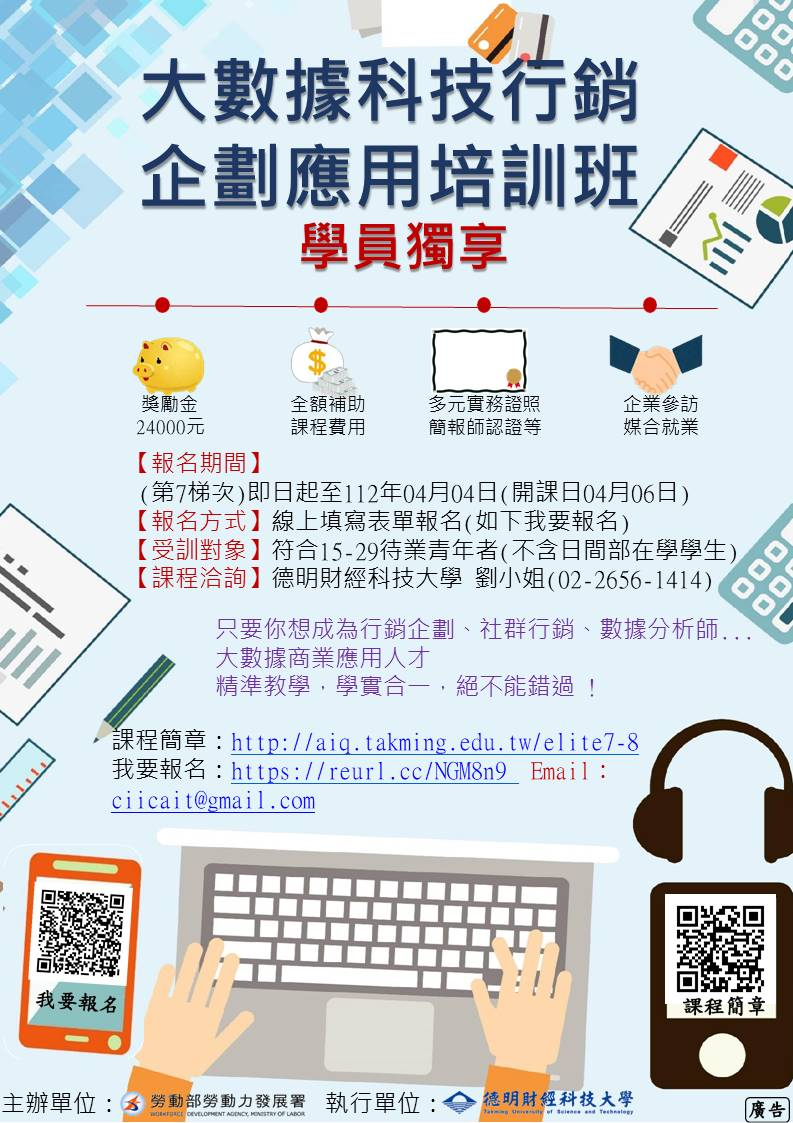 大數據科技行銷
企劃應用培訓班
學員獨享
獎勵金
24000元
全額補助
課程費用
多元實務證照
簡報師認證等
企業參訪
媒合就業
【報名期間】
(第7梯次)即日起至112年04月04日(開課日04月06日)
【報名方式】線上填寫表單報名(如下我要報名)
【受訓對象】符合15-29待業青年者(不含日間部在學學生)
【課程洽詢】德明財經科技大學 劉小姐(02-2656-1414)
只要你想成為行銷企劃、社群行銷、數據分析師...
大數據商業應用人才
精準教學，學實合一，絕不能錯過 ！
課程簡章：http://aiq.takming.edu.tw/elite7-8
我要報名：https://reurl.cc/NGM8n9 Email：
ciicait@gmail.com
我要報名
課程簡章
主辦單位：勞動部勞動力發展署 執行單位：德明財經科技大學
WORKFORCE DEVELOPMENT AGENCY, MINISTRY OF LABOR Takming University of Science and Technology
廣告